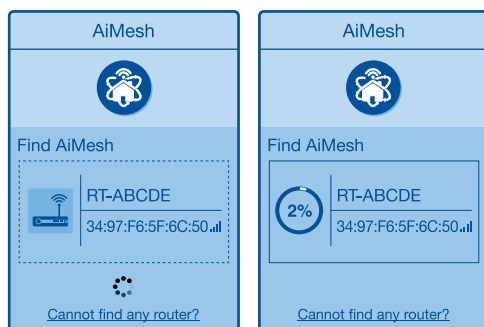 AiMesh
Find AiMesh
RT-ABCDE
34:97:F6:5F:6C:50
Cannot find any router?
AiMesh
Find AiMesh
2%
RT-ABCDE
34:97:F6:5F:6C:50
Cannot find any router?